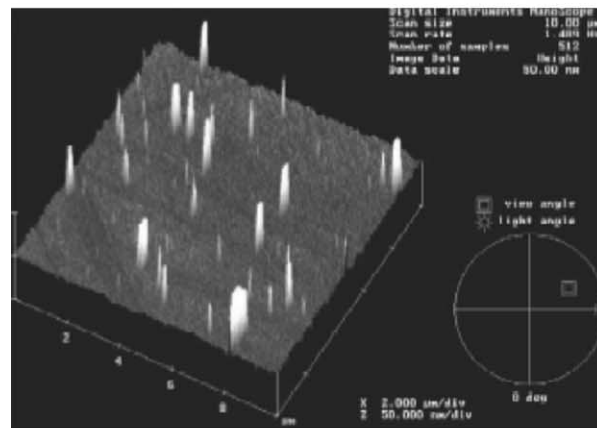 Digital Instruments NanoScope
Scan size 10.00 µm
Scan rate 1.489 Hz
Number of samples 512
Image Data Height
Data scale 50.00 nm
view angle
light angle
2
4
6
8
µm
X 2.000 µm/div
Z 50.000 nm/div
0 deg